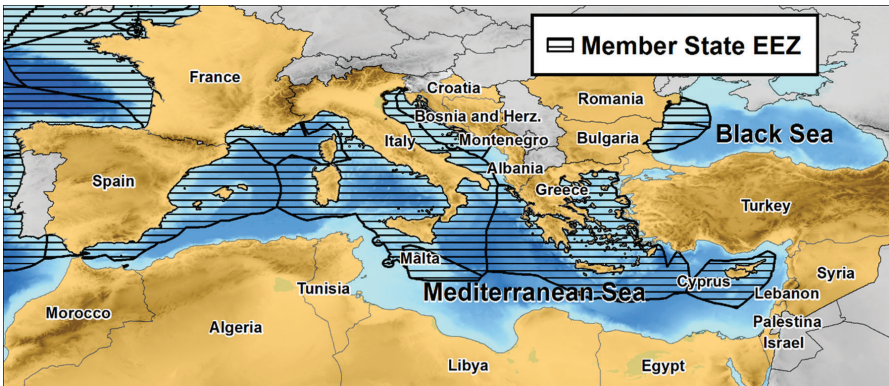 Member State EEZ
France
Croatia
Romania
Bosnia and Herz.
Black Sea
Italy
Montenegro
Bulgaria
Albania
Spain
Greece
Turkey
Malta
Cyprus
Syria
Tunisia
Mediterranean Sea
Lebanon
Morocco
Palestina
Algeria
Israel
Libya
Egypt